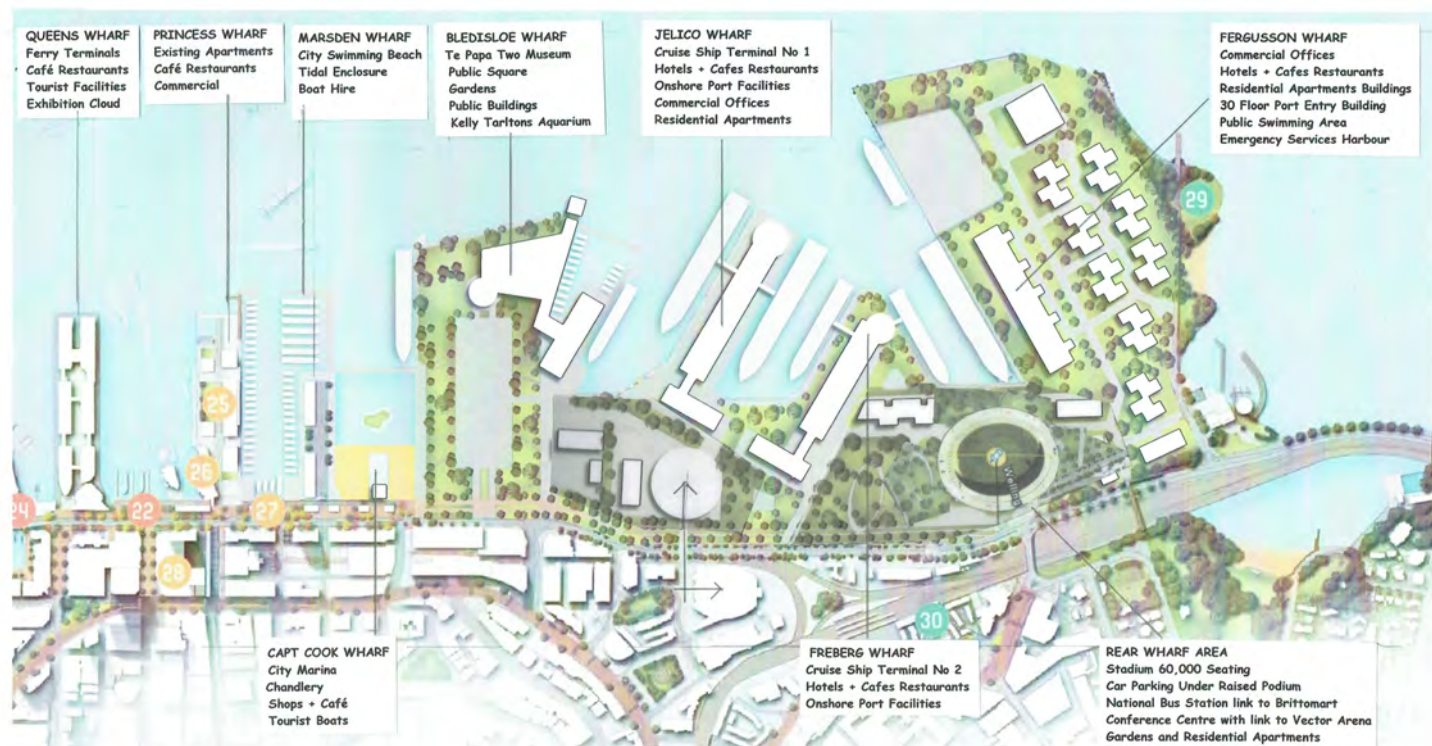 QUEENS WHARF
Ferry Terminals
Café Restaurants
Tourist Facilities
Exhibition Cloud
PRINCESS WHARF
Existing Apartments
Café Restaurants
Commercial
MARSDEN WHARF
City Swimming Beach
Tidal Enclosure
Boat Hire
BLEDISLOE WHARF
Te Papa Two Museum
Public Square
Gardens
Public Buildings
Kelly Tarltons Aquarium
JELICO WHARF
Cruise Ship Terminal No 1
Hotels + Cafes Restaurants
Onshore Port Facilities
Commercial Offices
Residential Apartments
FERGUSSON WHARF
Commercial Offices
Hotels + Cafes Restaurants
Residential Apartments Buildings
30 Floor Port Entry Building
Public Swimming Area
Emergency Services Harbour
29
25
26
24
22
27
28
30
CAPT COOK WHARF
City Marina
Chandlery
Shops + Café
Tourist Boats
FREBERG WHARF
Cruise Ship Terminal No 2
Hotels + Cafes Restaurants
Onshore Port Facilities
REAR WHARF AREA
Stadium 60,000 Seating
Car Parking Under Raised Podium
National Bus Station link to Brittomart
Conference Centre with link to Vector Arena
Gardens and Residential Apartments